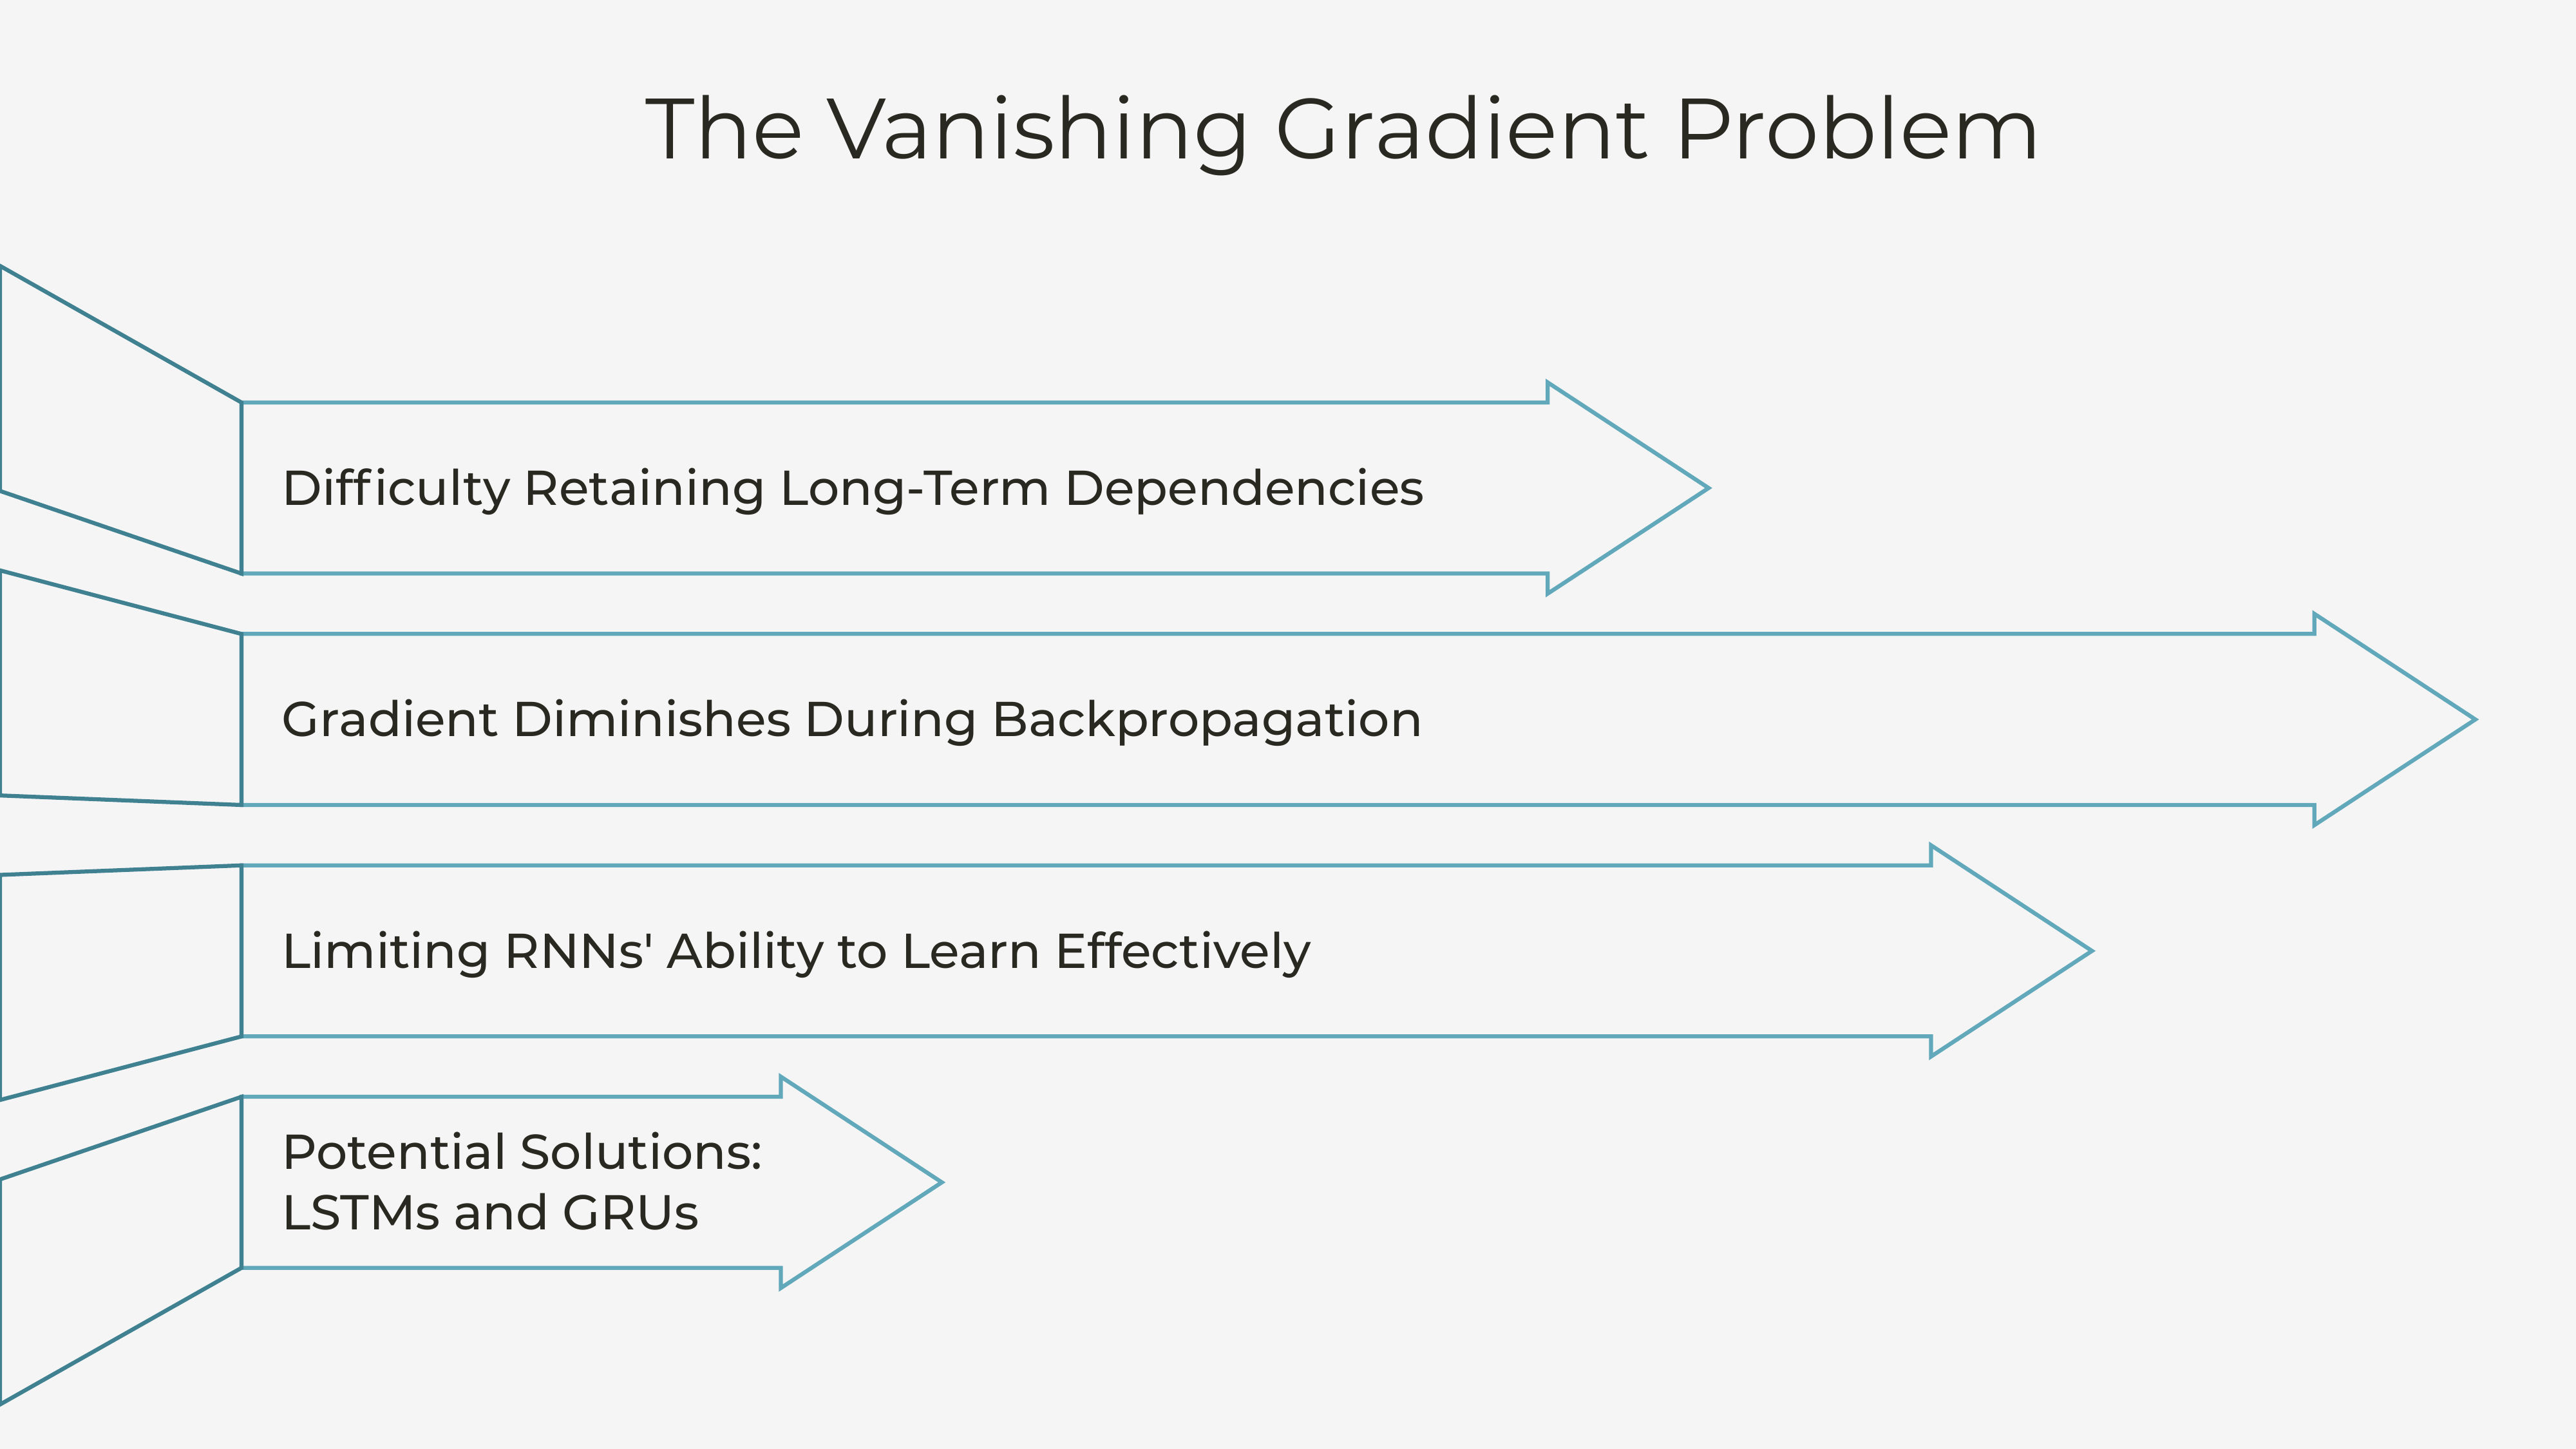 The Vanishing Gradient Problem
Difficulty Retaining Long-Term Dependencies
Gradient Diminishes During Backpropagation
Limiting RNNs' Ability to Learn Effectively
Potential Solutions:
LSTMs and GRUs